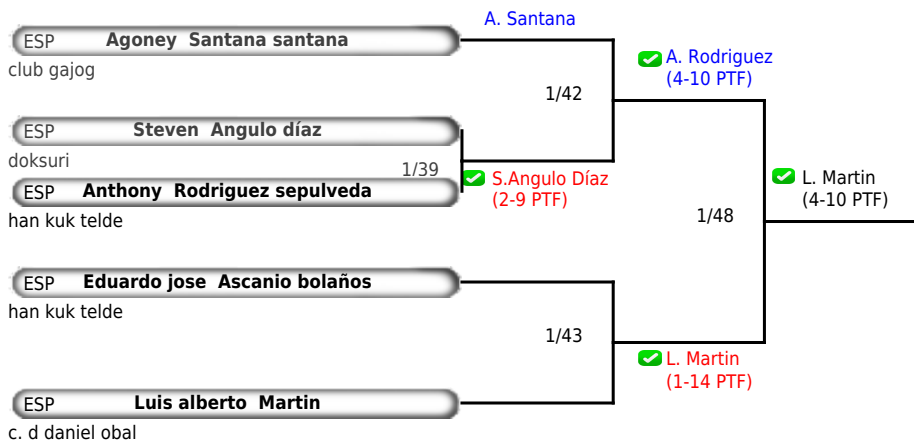 A. Santana
ESP Agoney Santana santana
club gajog
A. Rodriguez
(4-10 PTF)
1/42
ESP Steven Angulo díaz
doksuri
1/39
S.Angulo Díaz
(2-9 PTF)
ESP Anthony Rodriguez sepulveda
han kuk telde
L. Martin
(4-10 PTF)
1/48
ESP Eduardo jose Ascanio bolaños
han kuk telde
1/43
L. Martin
(1-14 PTF)
ESP Luis alberto Martin
c. d daniel obal